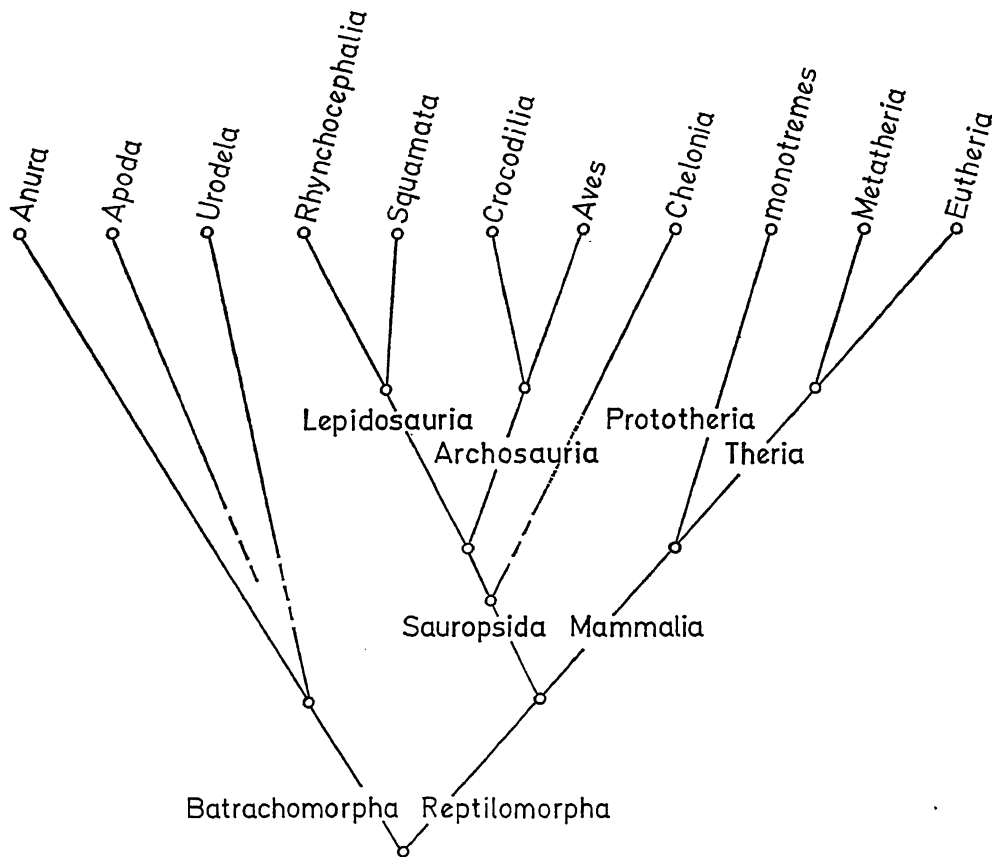 Anura
Apoda
Urodela
Rhynchocephalia
Squamata
Crocodilia
Aves
Chelonia
monotremes
Metatheria
Eutheria
Lepidosauria
Prototheria
Archosauria
Theria
Sauropsida
Mammalia
Batrachomorpha
Reptilomorpha